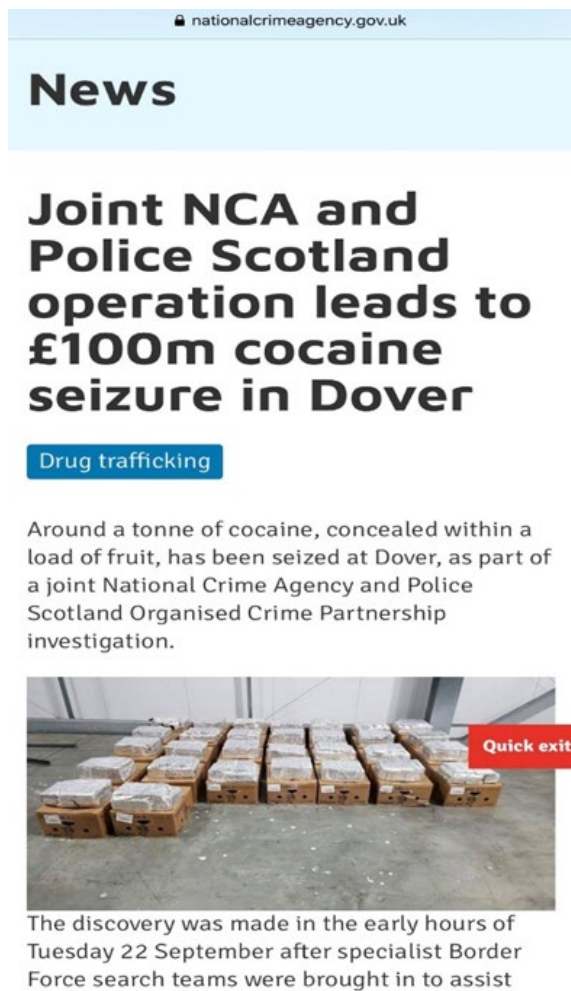 nationalcrimeagency.gov.uk
News
Joint NCA and
Police Scotland
operation leads to
£100m cocaine
seizure in Dover
Drug trafficking
Around a tonne of cocaine, concealed within a
load of fruit, has been seized at Dover, as part of
a joint National Crime Agency and Police
Scotland Organised Crime Partnership
investigation.
Quick exit
The discovery was made in the early hours of
Tuesday 22 September after specialist Border
Force search teams were brought in to assist